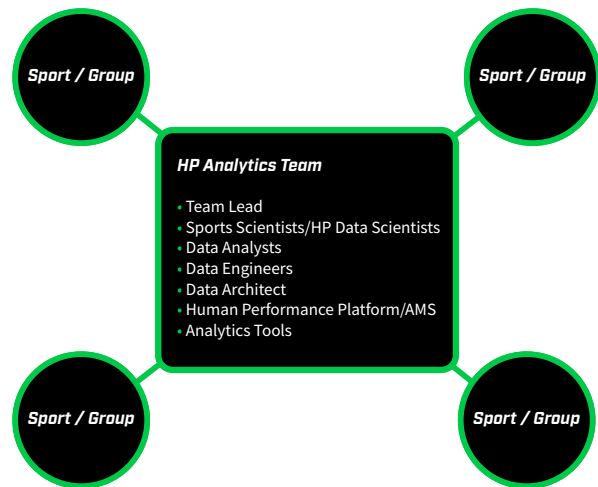 Sport / Group
Sport / Group
HP Analytics Team
• Team Lead
• Sports Scientists/HP Data Scientists
• Data Analysts
• Data Engineers
• Data Architect
• Human Performance Platform/AMS
• Analytics Tools
Sport / Group
Sport / Group